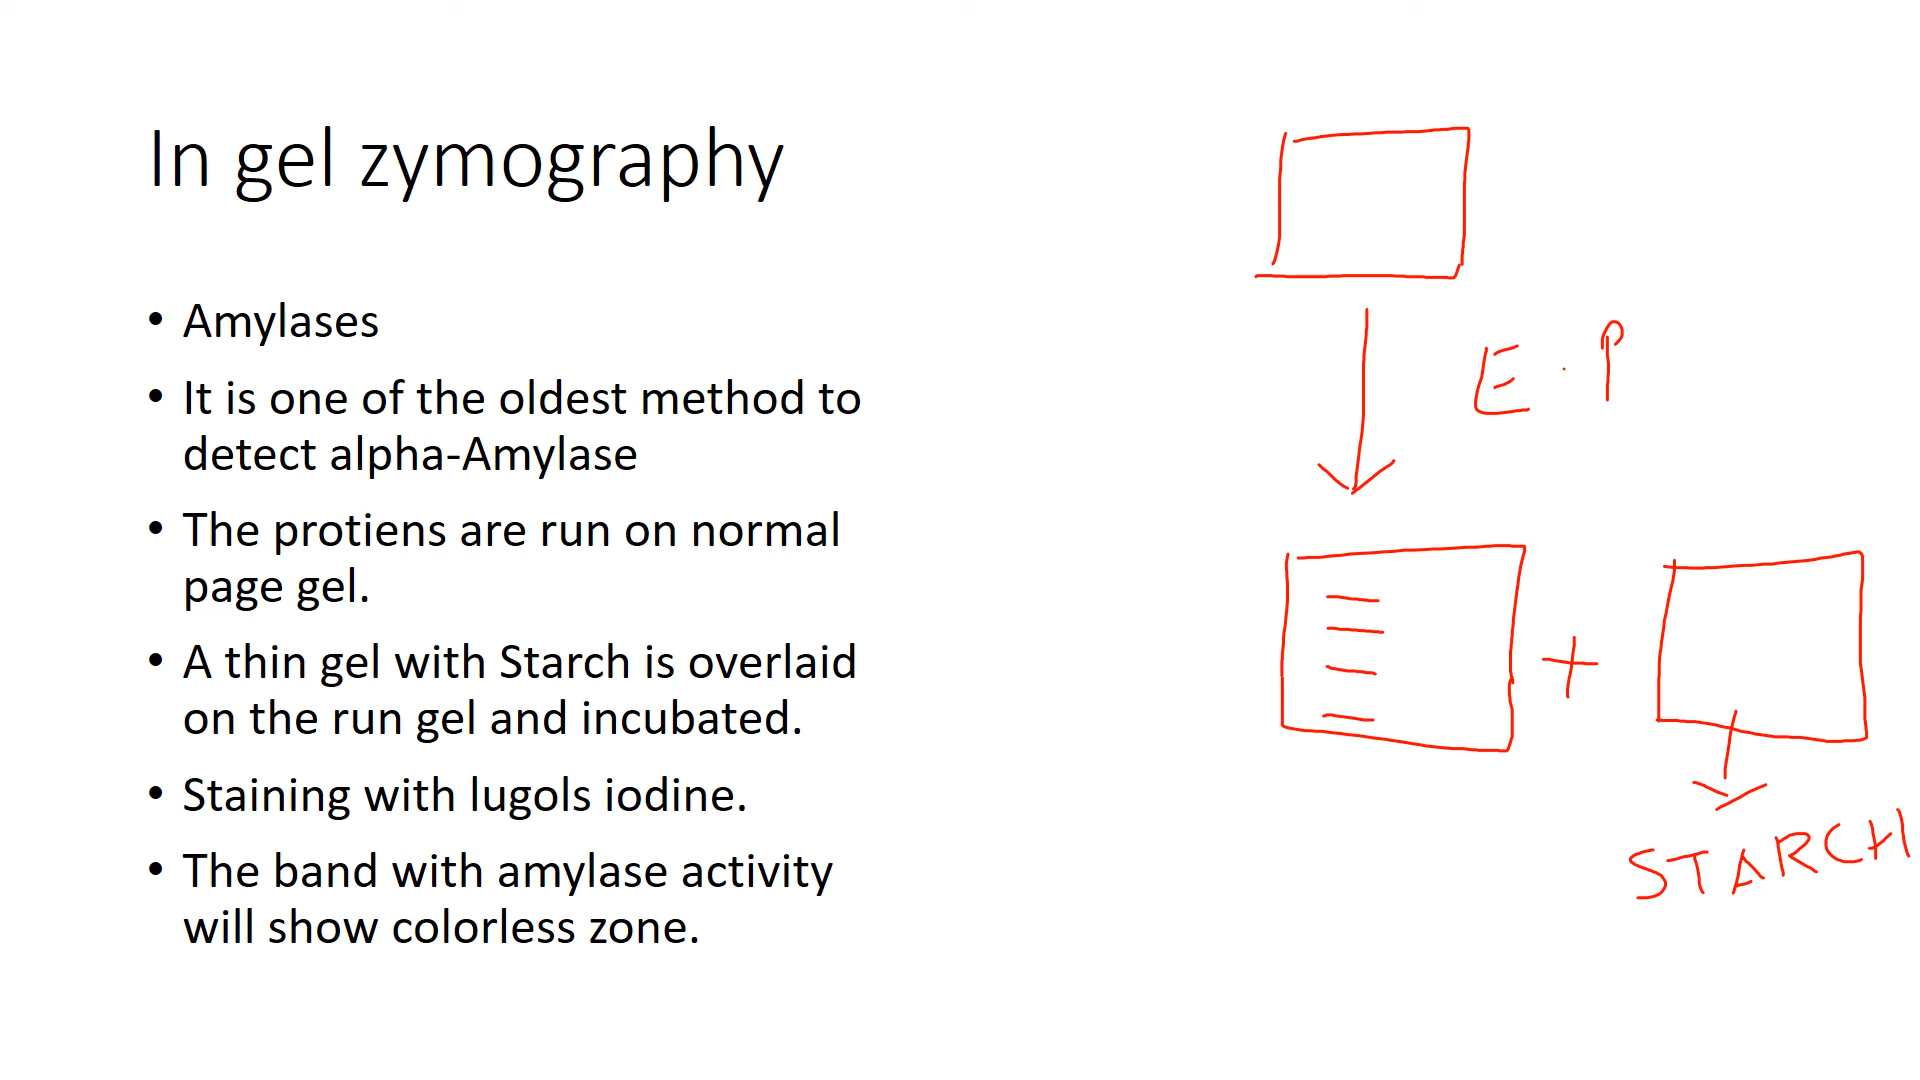 In gel zymography
• Amylases
• It is one of the oldest method to
detect alpha-Amylase
• The protiens are run on normal
page gel.
• A thin gel with Starch is overlaid
on the run gel and incubated.
• Staining with lugols iodine.
• The band with amylase activity
will show colorless zone.
E.P
+
STARCH